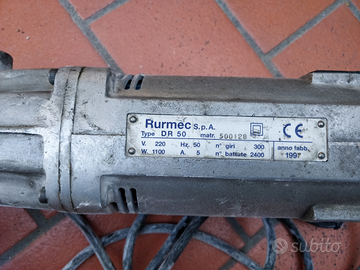 Rurmec S.p.A.
Type DR 50 matr. 500128 CE
V. 220 Hz. 50 n° giri 300 anno fabb.
W. 1100 A. 5 n° battute 2400 1997
subito